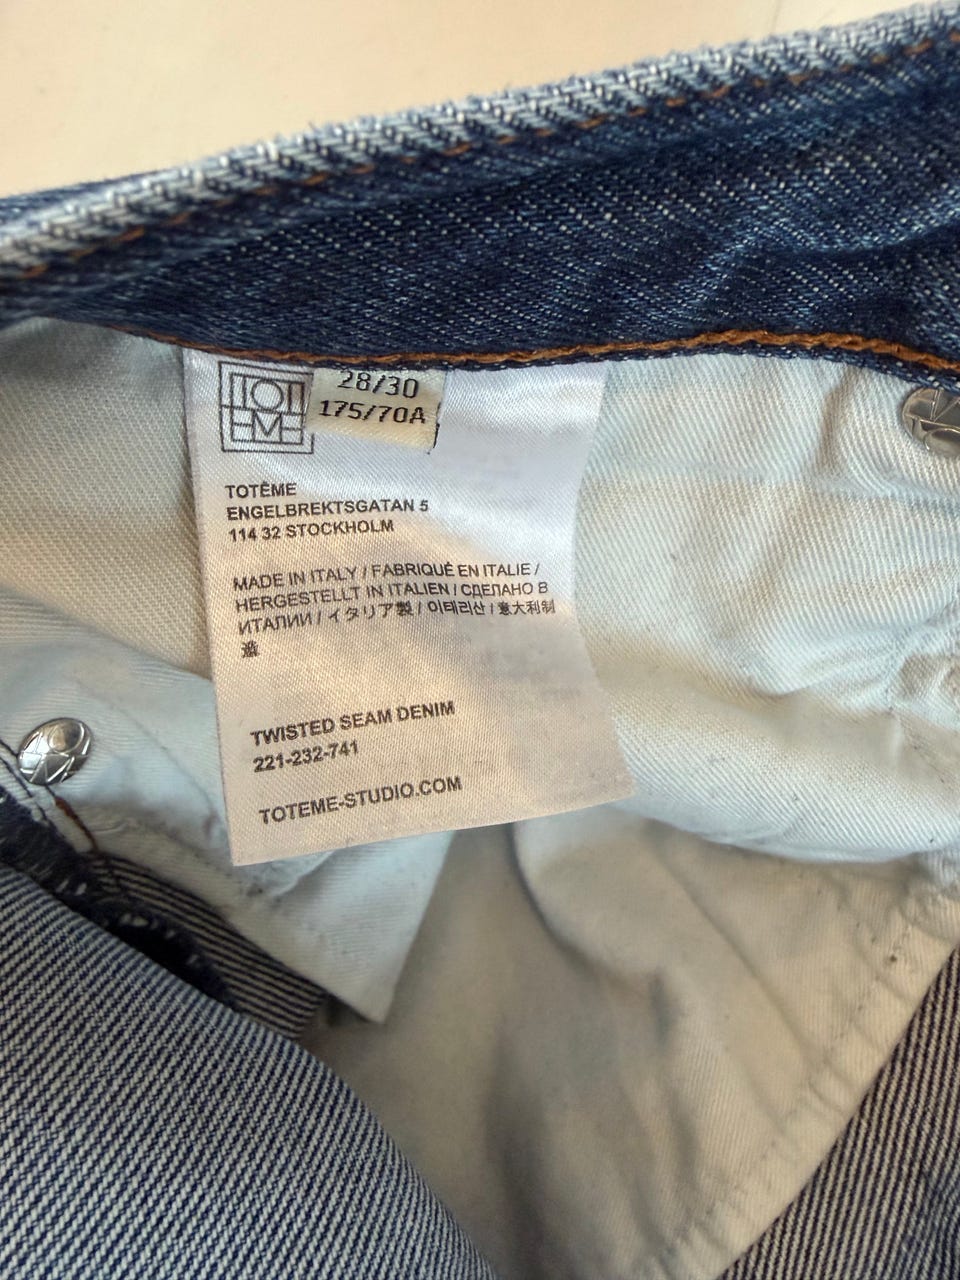 TOTÊME
28/30
175/70A
TOTÊME
ENGELBREKTSGATAN 5
114 32 STOCKHOLM
MADE IN ITALY / FABRIQUÉ EN ITALIE /
HERGESTELLT IN ITALIEN / СДЕЛАНО В
ИТАЛИИ / イタリア製 / 이태리산 / 意大利制
造
TWISTED SEAM DENIM
221-232-741
TOTEME-STUDIO.COM